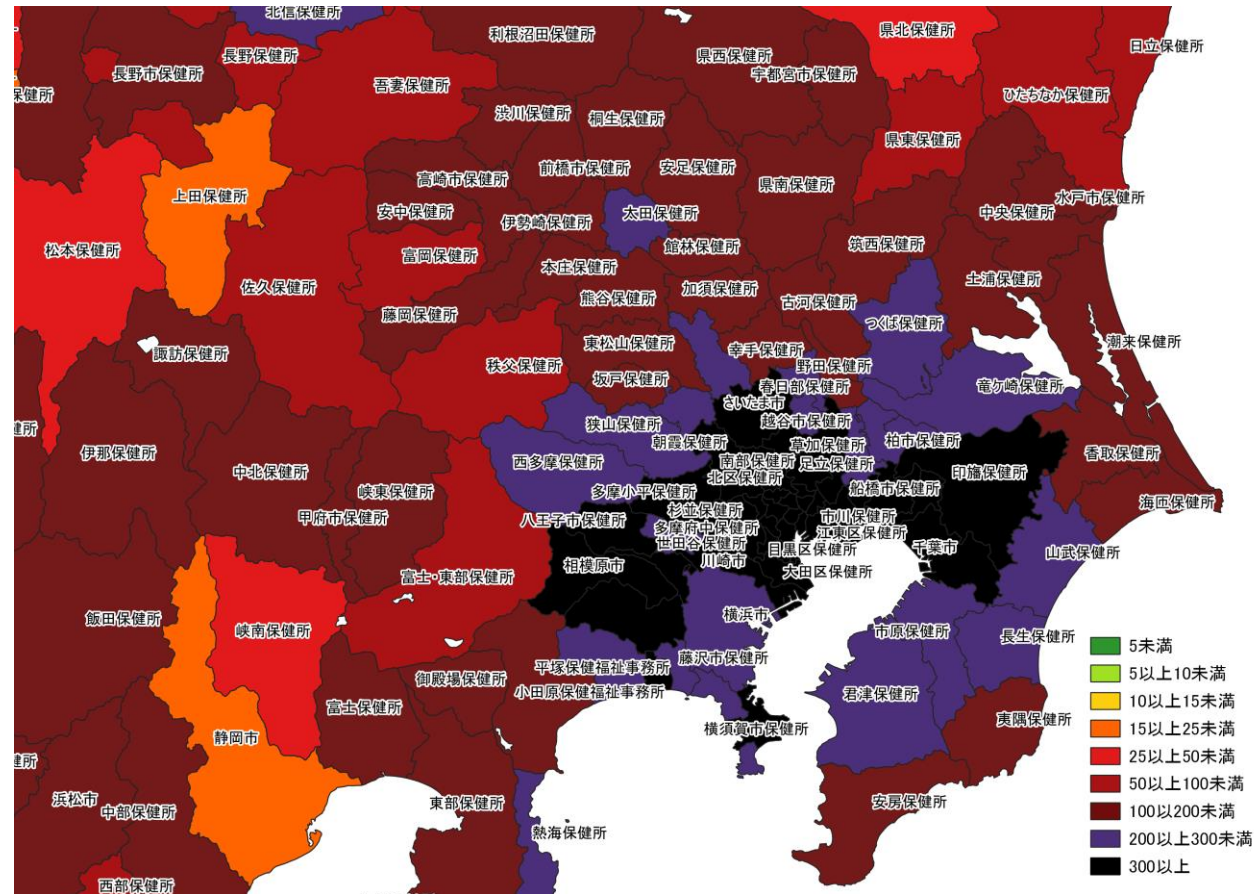 北信保健所
利根沼田保健所
県西保健所
県北保健所
日立保健所
長野市保健所
長野保健所
吾妻保健所
宇都宮市保健所
保健所
渋川保健所
桐生保健所
ひたちなか保健所
県東保健所
上田保健所
高崎市保健所
前橋市保健所
安足保健所
県南保健所
安中保健所
伊勢崎保健所
太田保健所
中央保健所
水戸市保健所
松本保健所
富岡保健所
本庄保健所
館林保健所
筑西保健所
佐久保健所
藤岡保健所
熊谷保健所
加須保健所
古河保健所
土浦保健所
諏訪保健所
つくば保健所
秩父保健所
東松山保健所
幸手保健所
野田保健所
潮来保健所
坂戸保健所
春日部保健所
竜ケ崎保健所
さいたま市
健所
伊那保健所
狭山保健所
朝霞保健所
越谷市保健所
草加保健所
柏市保健所
中北保健所
峡東保健所
西多摩保健所
南部保健所
足立保健所
香取保健所
北区保健所
印旛保健所
多摩小平保健所
船橋市保健所
海匝保健所
甲府市保健所
八王子市保健所
杉並保健所
市川保健所
多摩府中保健所
江東区保健所
世田谷保健所
目黒区保健所
千葉市
山武保健所
相模原市
川崎市
大田区保健所
富士・東部保健所
飯田保健所
峡南保健所
横浜市
市原保健所
長生保健所
平塚保健福祉事務所
藤沢市保健所
御殿場保健所
小田原保健福祉事務所
君津保健所
富士保健所
静岡市
横須賀市保健所
夷隅保健所
健所
浜松市
中部保健所
東部保健所
熱海保健所
安房保健所
西部保健所
5未満
5以上10未満
10以上15未満
15以上25未満
25以上50未満
50以上100未満
100以200未満
200以上300未満
300以上